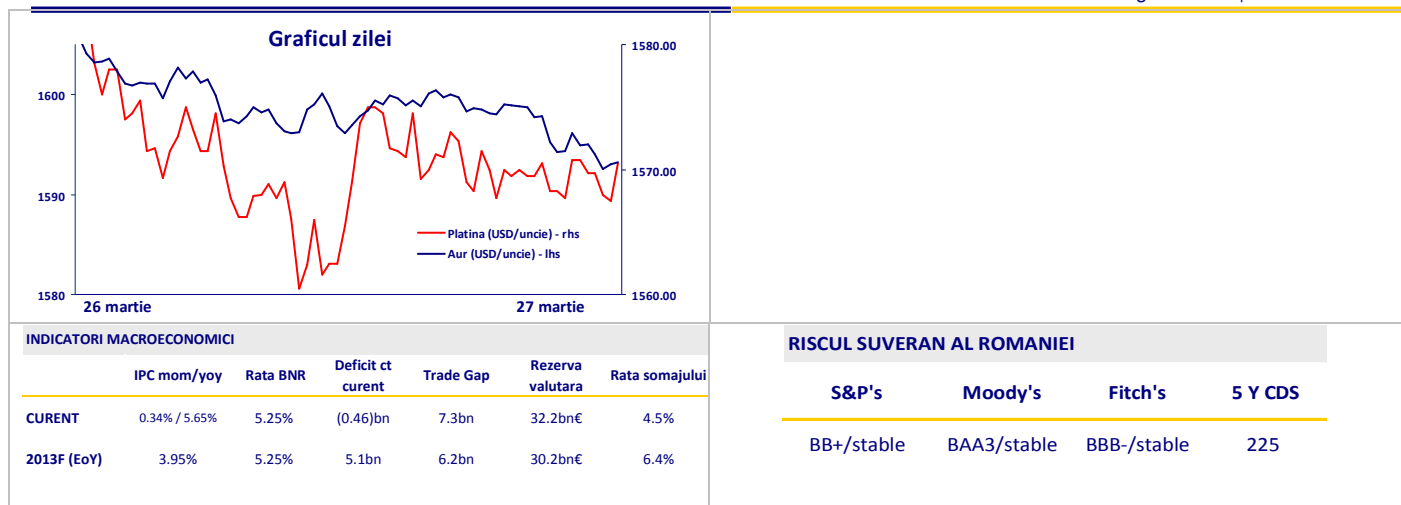 Graficul zilei
1580.00
1600
1570.00
1590
Platina (USD/uncie) - rhs
Aur (USD/uncie) - lhs
1580
1560.00
26 martie
27 martie
INDICATORI MACROECONOMICI
IPC mom/yoy Rata BNR Deficit ct curent Trade Gap Rezerva valutara Rata somajului
CURENT 0.34% / 5.65% 5.25% (0.46)bn 7.3bn 32.2bn€ 4.5%
2013F (EoY) 3.95% 5.25% 5.1bn 6.2bn 30.2bn€ 6.4%
RISCUL SUVERAN AL ROMANIEI
S&P's Moody's Fitch's 5 Y CDS
BB+/stable BAA3/stable BBB-/stable 225